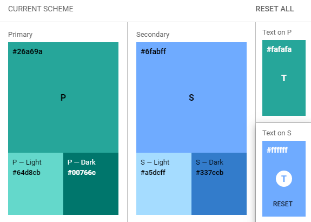 CURRENT SCHEME
RESET ALL
Primary
#26a69a
P
P – Light
#64d8cb
P – Dark
#00766c
Secondary
#6fabff
S
S – Light
#a5dcff
S – Dark
#337ccb
Text on P
#fafafa
T
Text on S
#ffffff
T
RESET